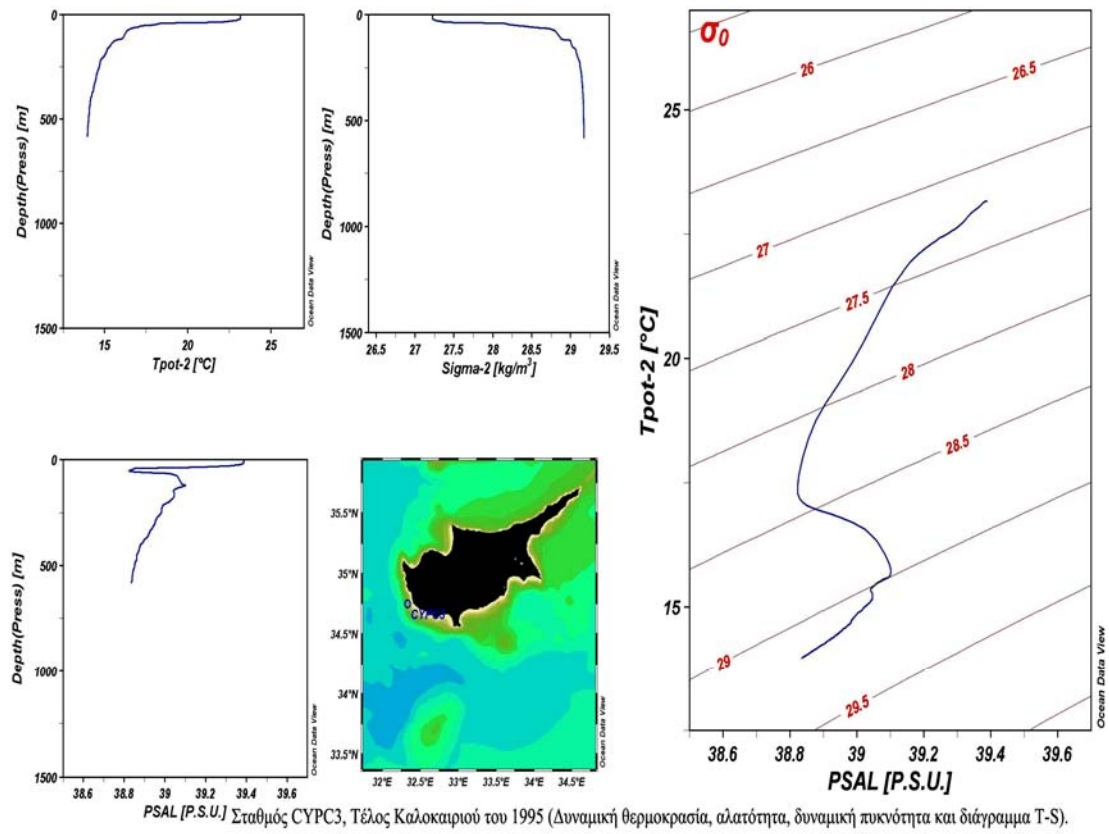 0
500
1000
1500
Depth(Press) [m]
15 20 25
Tpot-2 [°C]
Ocean Data View
0
500
1000
1500
Depth(Press) [m]
26.5 27 27.5 28 28.5 29 29.5
Sigma-2 [kg/m³]
Ocean Data View
σ0
26
26.5
27
27.5
28
28.5
29
29.5
25
20
15
Tpot-2 [°C]
38.6 38.8 39 39.2 39.4 39.6
PSAL [P.S.U.]
Ocean Data View
0
500
1000
1500
Depth(Press) [m]
38.6 38.8 39 39.2 39.4 39.6
PSAL [P.S.U.]
Ocean Data View
35.5°N
35°N
34.5°N
34°N
33.5°N
CYPC3
32°E 32.5°E 33°E 33.5°E 34°E 34.5°E
Ocean Data View
Σταθμός CYPC3, Τέλος Καλοκαιριού του 1995 (Δυναμική θερμοκρασία, αλατότητα, δυναμική πυκνότητα και διάγραμμα T-S).